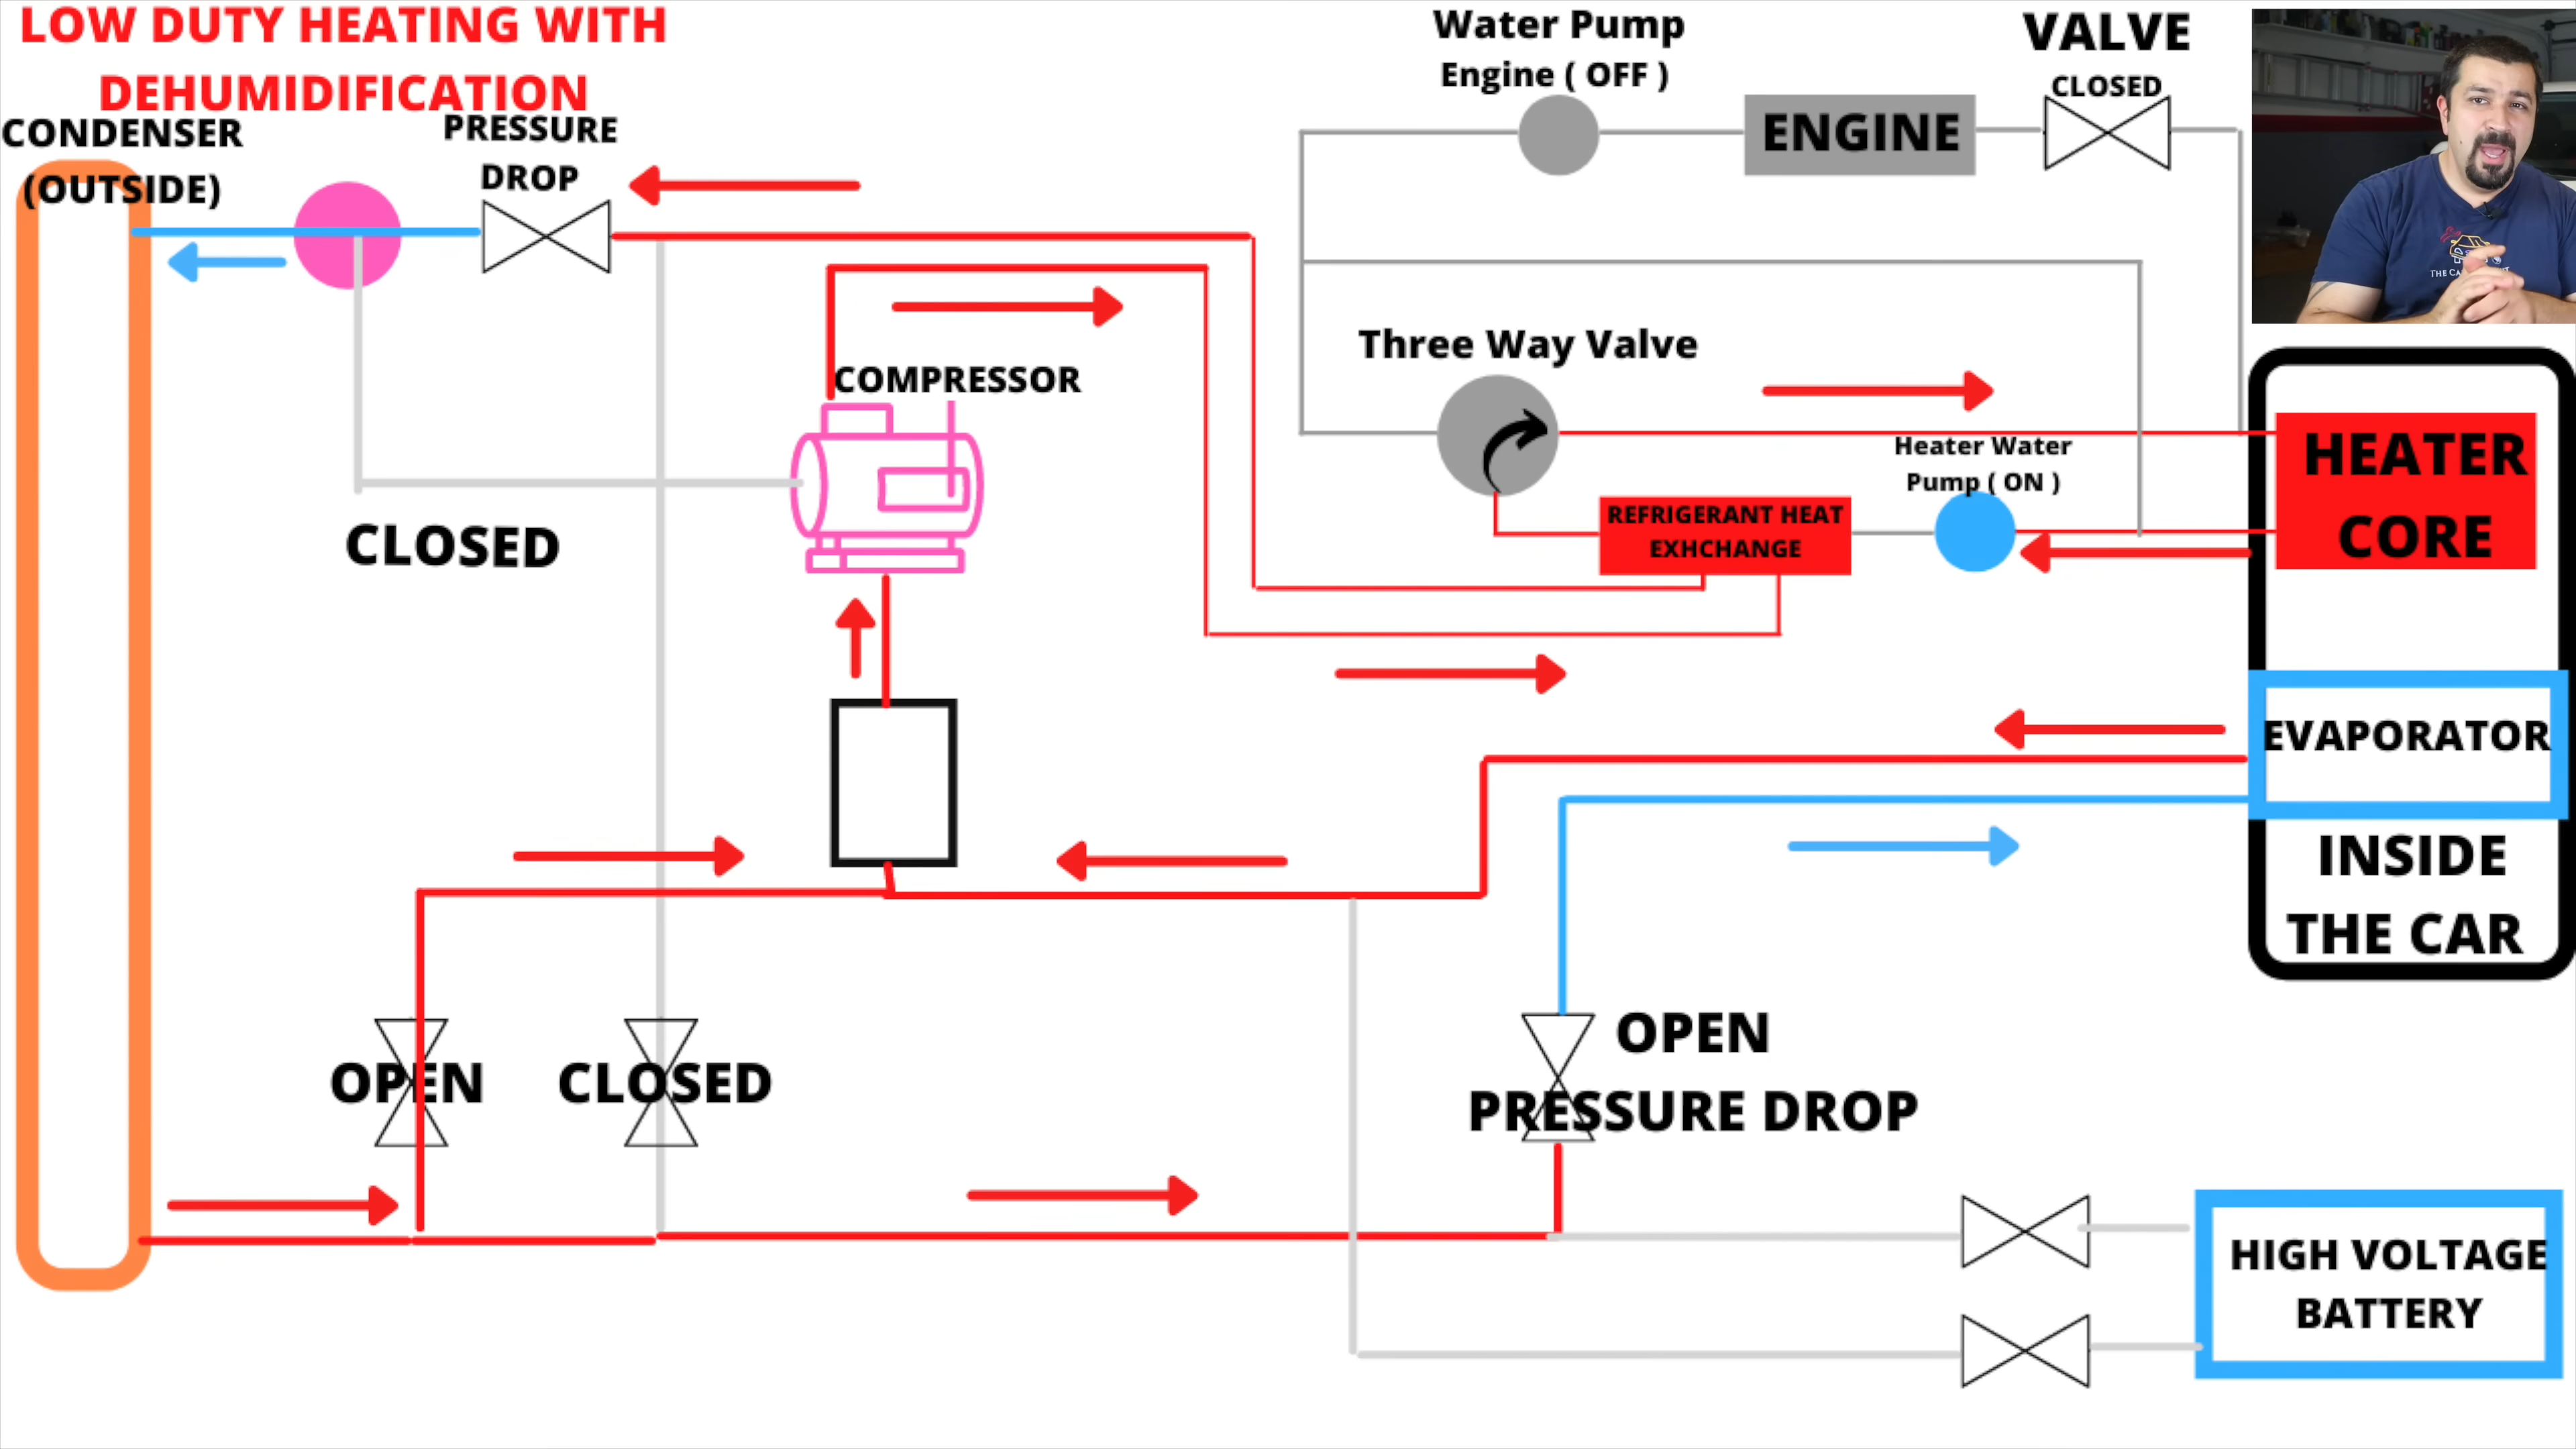 LOW DUTY HEATING WITH
DEHUMIDIFICATION
CONDENSER
(OUTSIDE)
PRESSURE
DROP
Water Pump
Engine ( OFF )
ENGINE
VALVE
CLOSED
COMPRESSOR
Three Way Valve
Heater Water
Pump ( ON )
REFRIGERANT HEAT
EXHCHANGE
HEATER
CORE
CLOSED
EVAPORATOR
INSIDE
THE CAR
OPEN
CLOSED
OPEN
PRESSURE DROP
HIGH VOLTAGE
BATTERY